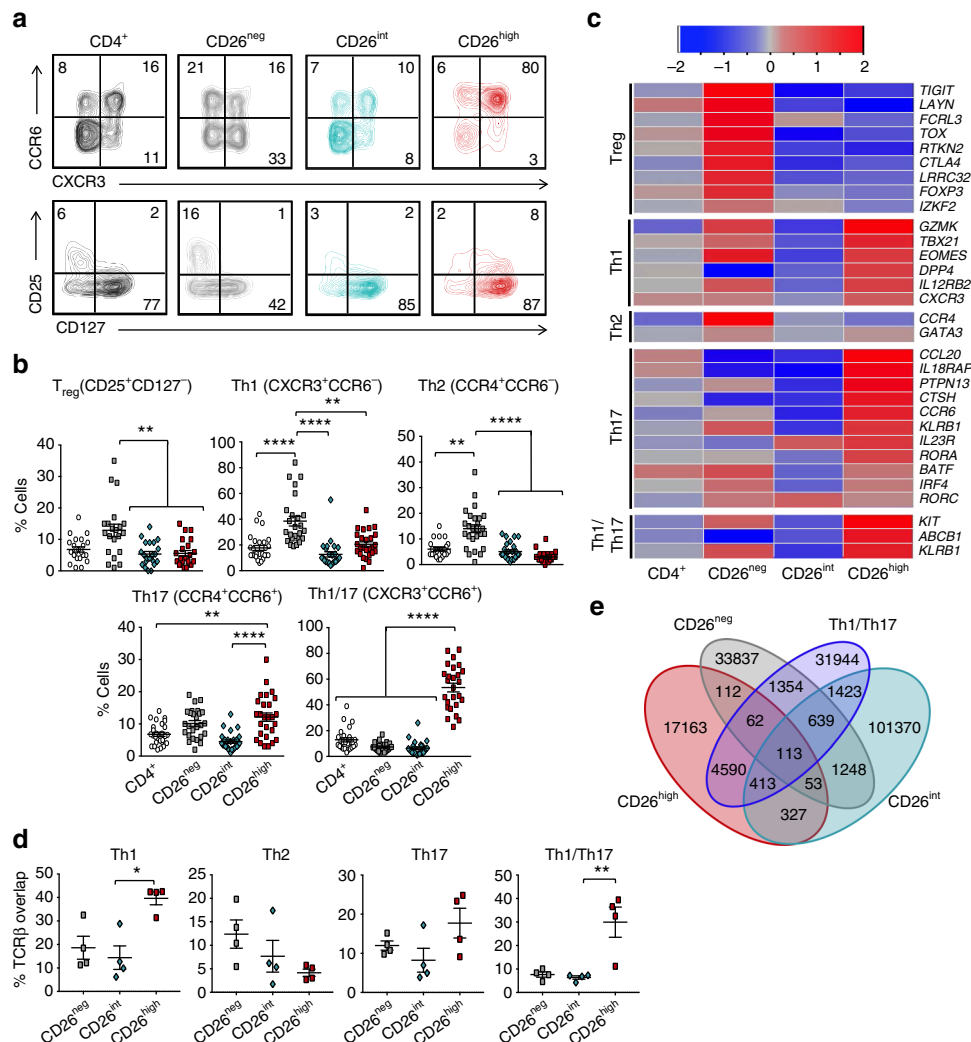 a
CD4+ CD26neg CD26int CD26high
8 16 21 16 7 10 6 80
11 33 8 3
CCR6
CXCR3
6 2 16 1 3 2 2 8
77 42 85 87
CD25
CD127
b
Treg(CD25+CD127−) Th1 (CXCR3+CCR6−) Th2 (CCR4+CCR6−)
% Cells
40
30
20
10
0
**
100
80
60
40
20
0
**
**** ****
60
40
30
20
10
0
****
**
Th17 (CCR4+CCR6+) Th1/17 (CXCR3+CCR6+)
% Cells
40
30
20
10
0
**
****
100
80
60
40
20
0
****
CD4+ CD26neg CD26int CD26high
CD4+ CD26neg CD26int CD26high
c
−2 −1 0 1 2
Treg
TIGIT
LAYN
FCRL3
TOX
RTKN2
CTLA4
LRRC32
FOXP3
IZKF2
Th1
GZMK
TBX21
EOMES
DPP4
IL12RB2
CXCR3
Th2
CCR4
GATA3
Th17
CCL20
IL18RAP
PTPN13
CTSH
CCR6
KLRB1
IL23R
RORA
BATF
IRF4
RORC
Th1/
Th17
KIT
ABCB1
KLRB1
CD4+ CD26neg CD26int CD26high
d
% TCRβ overlap
Th1 Th2 Th17 Th1/Th17
50
40
30
20
10
0
*
20
15
10
5
0
30
20
10
0
50
40
30
20
10
0
**
CD26neg CD26int CD26high
CD26neg CD26int CD26high
CD26neg CD26int CD26high
CD26neg CD26int CD26high
e
CD26neg Th1/Th17
33837 31944
112 1354 1423
17163 62 639 101370
113
4590 413 53 1248
327
CD26high CD26int